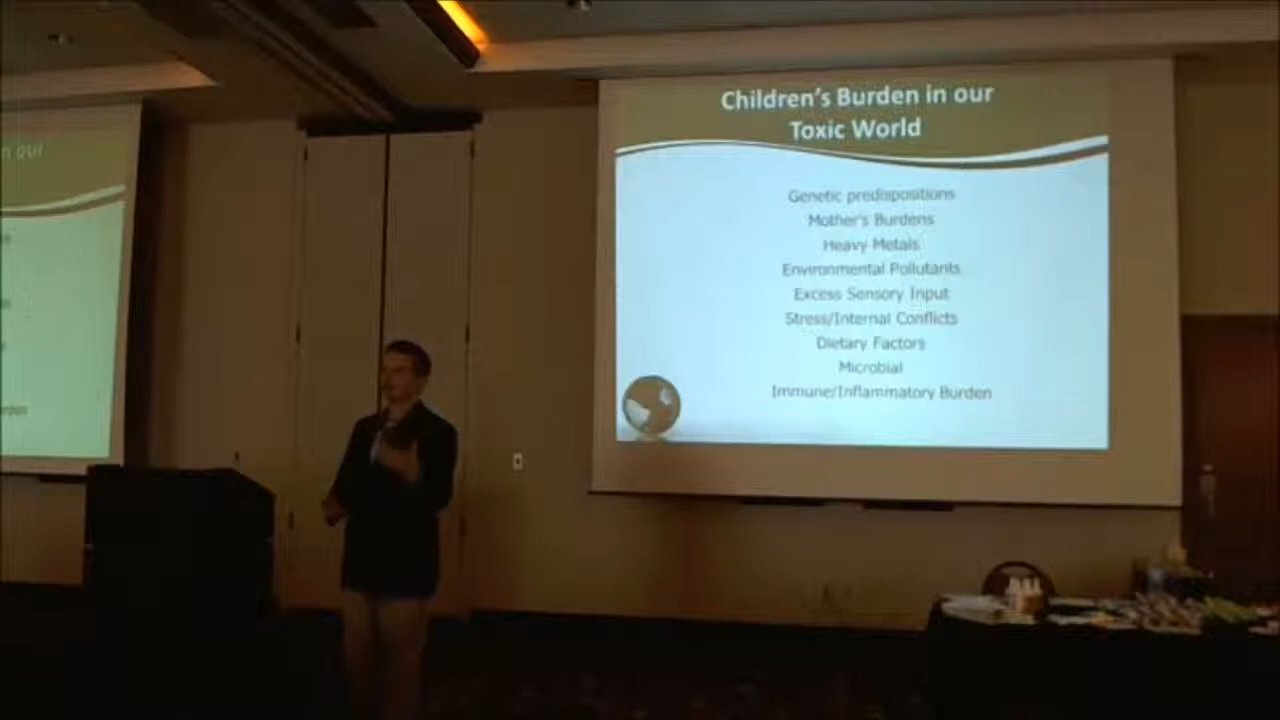 n our
Children's Burden in our
Toxic World
Genetic predispositions
Mother's Burdens
Heavy Metals
Environmental Pollutants
Excess Sensory Input
Stress/Internal Conflicts
Dietary Factors
Microbial
Immune/Inflammatory Burden